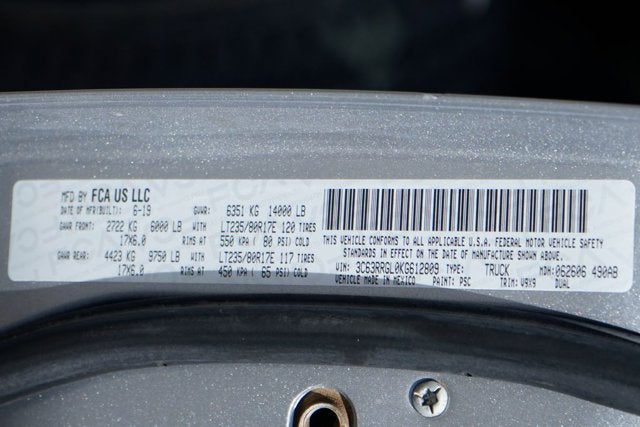 MFD BY FCA US LLC
DATE OF MFR(BUILT): 6-19 GVWR: 6351 KG 14000 LB
GAWR FRONT: 2722 KG 6000 LB WITH LT235/80R17E 120 TIRES
17X6.0 RIMS AT 550 KPA ( 80 PSI) COLD
GAWR REAR: 4423 KG 9750 LB WITH LT235/80R17E 117 TIRES
17X6.0 RIMS AT 450 KPA ( 65 PSI) COLD
THIS VEHICLE CONFORMS TO ALL APPLICABLE U.S.A. FEDERAL MOTOR VEHICLE SAFETY
STANDARDS IN EFFECT ON THE DATE OF MANUFACTURE SHOWN ABOVE.
VIN: 3C63RRGL0KG612809 TYPE: TRUCK MDH: 062606 490AB
VEHICLE MADE IN MEXICO PAINT: PSC TRIM: V9X9 DUAL